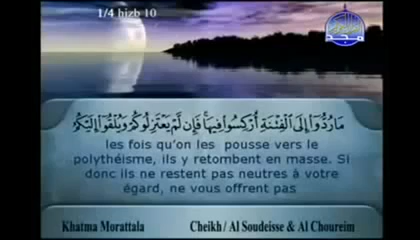 1/4 hizb 10
مَا رُدُّوٓا۟ إِلَى ٱلْفِتْنَةِ أُرْكِسُوا۟ فِيهَا ۚ فَإِن لَّمْ يَعْتَزِلُوكُمْ وَيُلْقُوٓا۟ إِلَيْكُمُ
les fois qu'on les pousse vers le
polythéisme, ils y retombent en masse. Si
donc ils ne restent pas neutres à votre
égard, ne vous offrent pas
Khatma Morattala
Cheikh/ Al Soudeisse & Al Choureim